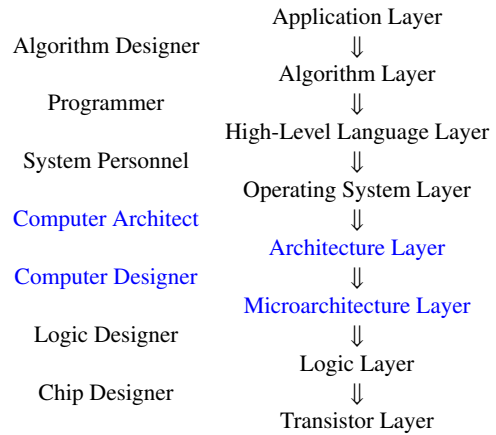 Application Layer
Algorithm Designer ⇓
Algorithm Layer
Programmer ⇓
High-Level Language Layer
System Personnel ⇓
Operating System Layer
Computer Architect ⇓
Architecture Layer
Computer Designer ⇓
Microarchitecture Layer
Logic Designer ⇓
Logic Layer
Chip Designer ⇓
Transistor Layer